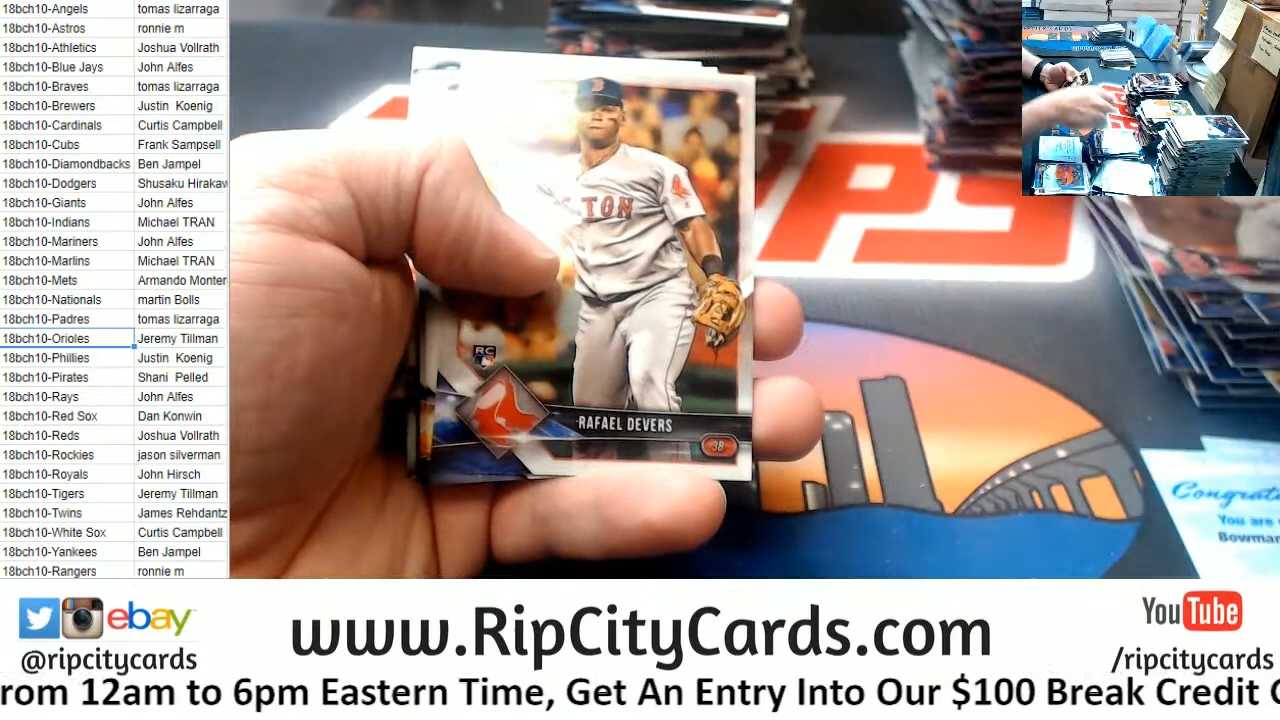 18bch10-Angels tomas lizarraga
18bch10-Astros ronnie m
18bch10-Athletics Joshua Vollrath
18bch10-Blue Jays John Alfes
18bch10-Braves tomas lizarraga
18bch10-Brewers Justin Koenig
18bch10-Cardinals Curtis Campbell
18bch10-Cubs Frank Sampsell
18bch10-Diamondbacks Ben Jampel
18bch10-Dodgers Shusaku Hirakaw
18bch10-Giants John Alfes
18bch10-Indians Michael TRAN
18bch10-Mariners John Alfes
18bch10-Marlins Michael TRAN
18bch10-Mets Armando Monter
18bch10-Nationals martin Bolls
18bch10-Padres tomas lizarraga
18bch10-Orioles Jeremy Tillman
18bch10-Phillies Justin Koenig
18bch10-Pirates Shani Pelled
18bch10-Rays John Alfes
18bch10-Red Sox Dan Konwin
18bch10-Reds Joshua Vollrath
18bch10-Rockies jason silverman
18bch10-Royals John Hirsch
18bch10-Tigers Jeremy Tillman
18bch10-Twins James Rehdantz
18bch10-White Sox Curtis Campbell
18bch10-Yankees Ben Jampel
18bch10-Rangers ronnie m
B
TON
RC
RAFAEL DEVERS
3B
Congrat
You are
Bowman
ebay
@ripcitycards
www.RipCityCards.com
YouTube
/ripcitycards
rom 12am to 6pm Eastern Time, Get An Entry Into Our $100 Break Credit